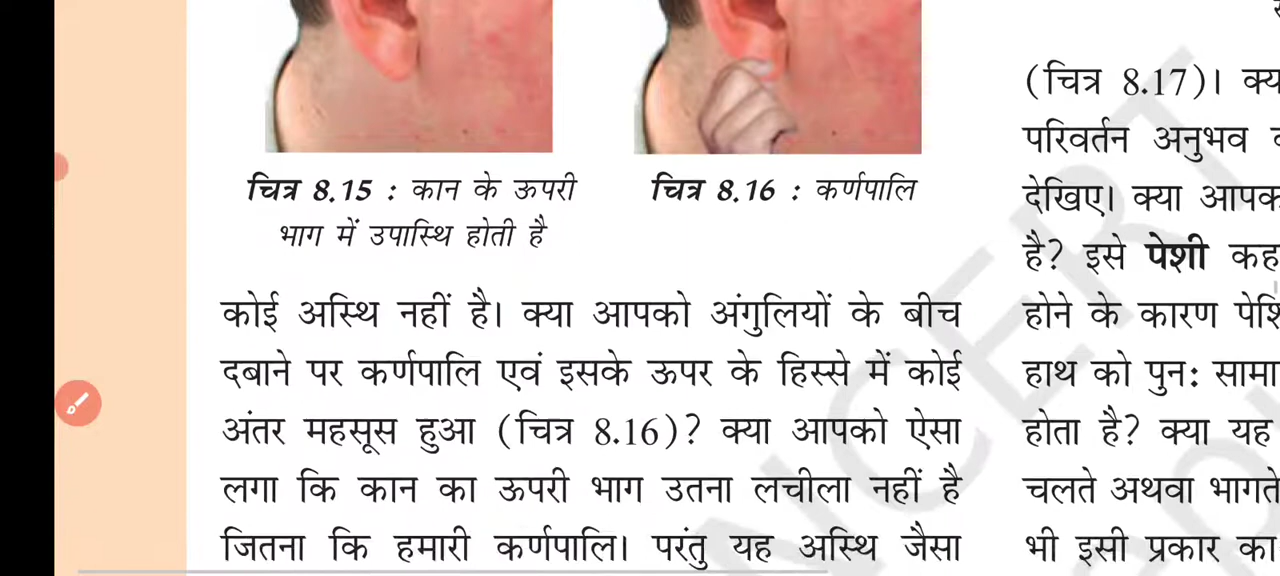 चित्र 8.15 : कान के ऊपरी
भाग में उपास्थि होती है
चित्र 8.16 : कर्णपालि
कोई अस्थि नहीं है। क्या आपको अंगुलियों के बीच
दबाने पर कर्णपालि एवं इसके ऊपर के हिस्से में कोई
अंतर महसूस हुआ (चित्र 8.16)? क्या आपको ऐसा
लगा कि कान का ऊपरी भाग उतना लचीला नहीं है
जितना कि हमारी कर्णपालि। परंतु यह अस्थि जैसा
(चित्र 8.17)।
परिवर्तन अनुभव
देखिए। क्या
है? इसे पेशी
होने के कारण
हाथ को पुन:
होता है? क्या यह
चलते अथवा
भी इसी प्रकार का
NCERT